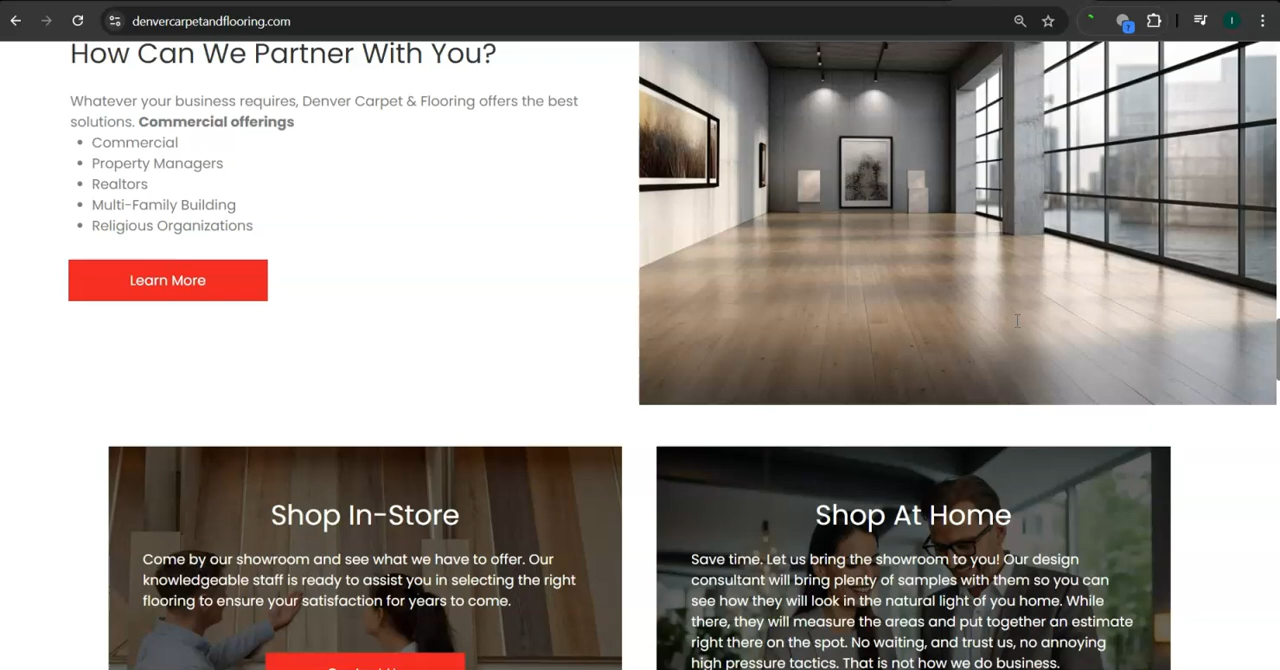 denvercarpetandflooring.com
How Can We Partner With You?
Whatever your business requires, Denver Carpet & Flooring offers the best
solutions. Commercial offerings
Commercial
Property Managers
Realtors
Multi-Family Building
Religious Organizations
Learn More
Shop In-Store
Come by our showroom and see what we have to offer. Our
knowledgeable staff is ready to assist you in selecting the right
flooring to ensure your satisfaction for years to come.
Shop At Home
Save time. Let us bring the showroom to you! Our design
consultant will bring plenty of samples with them so you can
see how they will look in the natural light of you home. While
there, they will measure the areas and put together an estimate
right there on the spot. No waiting, and trust us, no annoying
high pressure tactics. That is not how we do business.